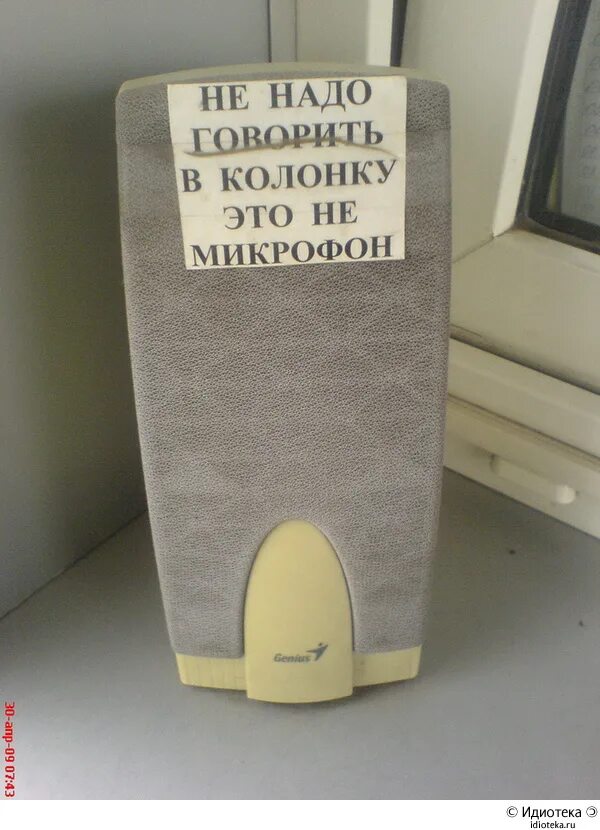 НЕ НАДО
ГОВОРИТЬ
В КОЛОНКУ
ЭТО НЕ
МИКРОФОН
Genius
30-апр-09 07:43
© Идиотека
idioteka.ru